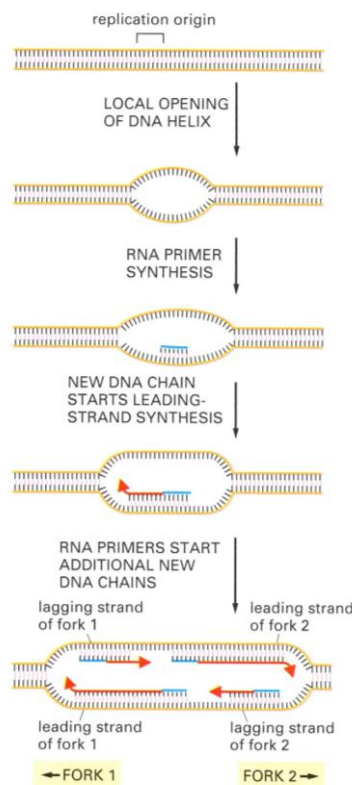 replication origin
LOCAL OPENING
OF DNA HELIX
RNA PRIMER
SYNTHESIS
NEW DNA CHAIN
STARTS LEADING-
STRAND SYNTHESIS
RNA PRIMERS START
ADDITIONAL NEW
DNA CHAINS
lagging strand
of fork 1
leading strand
of fork 2
leading strand
of fork 1
lagging strand
of fork 2
FORK 1
FORK 2